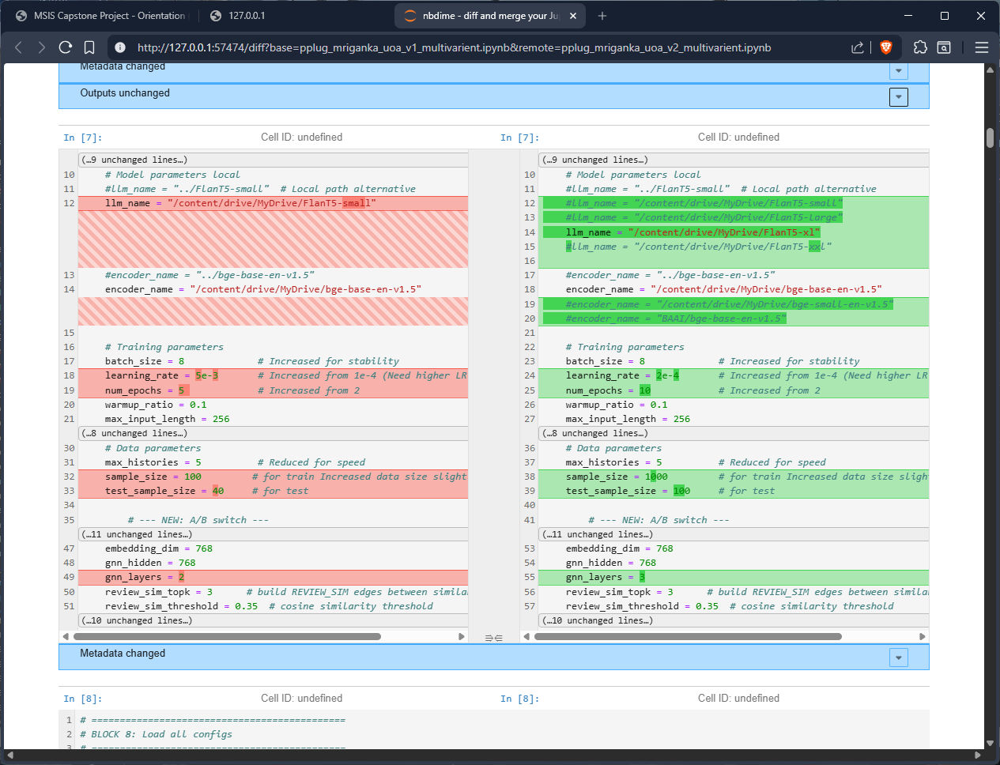 MSIS Capstone Project - Orientation
127.0.0.1
nbdime - diff and merge your Ju
http://127.0.0.1:57474/diff?base=pplug_mriganka_uoa_v1_multivarient.ipynb&remote=pplug_mriganka_uoa_v2_multivarient.ipynb
Metadata changed
Outputs unchanged
In [7]:
Cell ID: undefined
In [7]:
Cell ID: undefined
(…9 unchanged lines…)
10 # Model parameters local
11 #llm_name = "../FlanT5-small"  # Local path alternative
12 llm_name = "/content/drive/MyDrive/FlanT5-small"
13 #encoder_name = "../bge-base-en-v1.5"
14 encoder_name = "/content/drive/MyDrive/bge-base-en-v1.5"
15
16 # Training parameters
17 batch_size = 8             # Increased for stability
18 learning_rate = 5e-3       # Increased from 1e-4 (Need higher LR
19 num_epochs = 5             # Increased from 2
20 warmup_ratio = 0.1
21 max_input_length = 256
(…8 unchanged lines…)
30 # Data parameters
31 max_histories = 5          # Reduced for speed
32 sample_size = 100         # for train Increased data size slight
33 test_sample_size = 40     # for test
34
35 # --- NEW: A/B switch ---
(…11 unchanged lines…)
47 embedding_dim = 768
48 gnn_hidden = 768
49 gnn_layers = 2
50 review_sim_topk = 3      # build REVIEW_SIM edges between simila
51 review_sim_threshold = 0.35  # cosine similarity threshold
(…10 unchanged lines…)
(…9 unchanged lines…)
10 # Model parameters local
11 #llm_name = "../FlanT5-small"  # Local path alternative
12 #llm_name = "/content/drive/MyDrive/FlanT5-small"
13 #llm_name = "/content/drive/MyDrive/FlanT5-Large"
14 llm_name = "/content/drive/MyDrive/FlanT5-xl"
15 #llm_name = "/content/drive/MyDrive/FlanT5-xxl"
16
17 #encoder_name = "../bge-base-en-v1.5"
18 encoder_name = "/content/drive/MyDrive/bge-base-en-v1.5"
19 #encoder_name = "/content/drive/MyDrive/bge-small-en-v1.5"
20 #encoder_name = "BAAI/bge-base-en-v1.5"
21
22 # Training parameters
23 batch_size = 8             # Increased for stability
24 learning_rate = 2e-4       # Increased from 1e-4 (Need higher LR
25 num_epochs = 10            # Increased from 2
26 warmup_ratio = 0.1
27 max_input_length = 256
(…8 unchanged lines…)
36 # Data parameters
37 max_histories = 5          # Reduced for speed
38 sample_size = 1000         # for train Increased data size sligh
39 test_sample_size = 100     # for test
40
41 # --- NEW: A/B switch ---
(…11 unchanged lines…)
53 embedding_dim = 768
54 gnn_hidden = 768
55 gnn_layers = 3
56 review_sim_topk = 3      # build REVIEW_SIM edges between simila
57 review_sim_threshold = 0.35  # cosine similarity threshold
(…10 unchanged lines…)
Metadata changed
In [8]:
Cell ID: undefined
In [8]:
Cell ID: undefined
1 # =============================================
2 # BLOCK 8: Load all configs
3 # =============================================